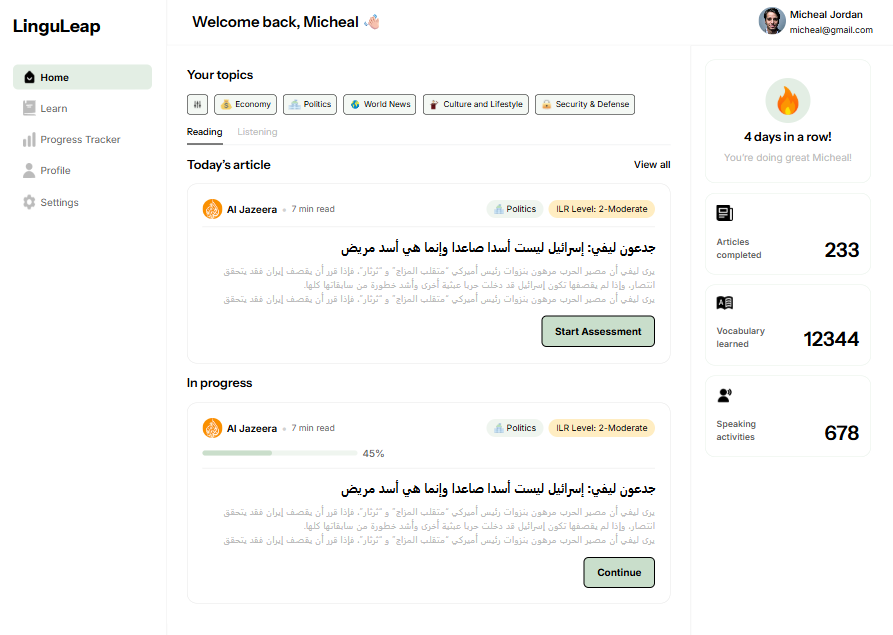 LinguLeap
Welcome back, Micheal 👋🏻
Micheal Jordan
micheal@gmail.com
Home
Learn
Progress Tracker
Profile
Settings
Your topics
Economy
Politics
World News
Culture and Lifestyle
Security & Defense
Reading
Listening
Today's article
View all
Al Jazeera • 7 min read
Politics
ILR Level: 2-Moderate
جدعون ليفي: إسرائيل ليست أسدا صاعدا وإنما هي أسد مريض
يرى ليفي أن مصير الحرب مرهون بنزوات رئيس أميركي "متقلب المزاج" و "ثرثار"، فإذا قرر أن يقصف إيران فقد يتحقق
انتصار، وإذا لم يقصفها تكون إسرائيل قد دخلت حربا عبثية أخرى وأشد خطورة من سابقاتها كلها.
يرى ليفي أن مصير الحرب مرهون بنزوات رئيس أميركي "متقلب المزاج" و "ثرثار"، فإذا قرر أن يقصف إيران فقد يتحقق
Start Assessment
In progress
Al Jazeera • 7 min read
Politics
ILR Level: 2-Moderate
45%
جدعون ليفي: إسرائيل ليست أسدا صاعدا وإنما هي أسد مريض
يرى ليفي أن مصير الحرب مرهون بنزوات رئيس أميركي "متقلب المزاج" و "ثرثار"، فإذا قرر أن يقصف إيران فقد يتحقق
انتصار، وإذا لم يقصفها تكون إسرائيل قد دخلت حربا عبثية أخرى وأشد خطورة من سابقاتها كلها.
يرى ليفي أن مصير الحرب مرهون بنزوات رئيس أميركي "متقلب المزاج" و "ثرثار"، فإذا قرر أن يقصف إيران فقد يتحقق
Continue
4 days in a row!
You're doing great Micheal!
Articles
completed
233
Vocabulary
learned
12344
Speaking
activities
678